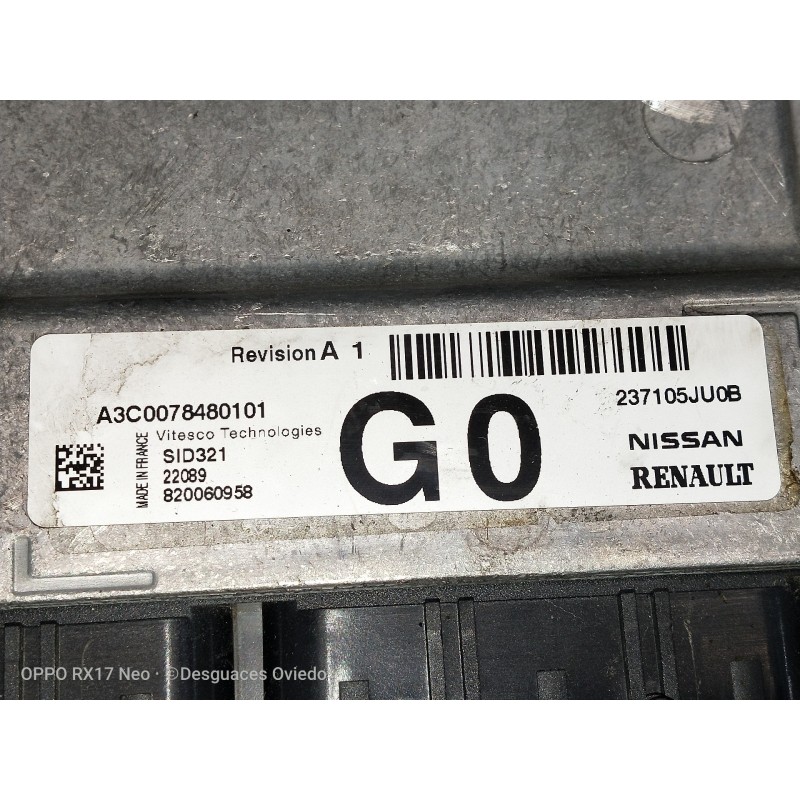 Revision A 1
A3C0078480101
237105JU0B
MADE IN FRANCE
Vitesco Technologies
SID321
22089
820060958
G0
NISSAN
RENAULT
OPPO RX17 Neo · ©Desguaces Oviedo